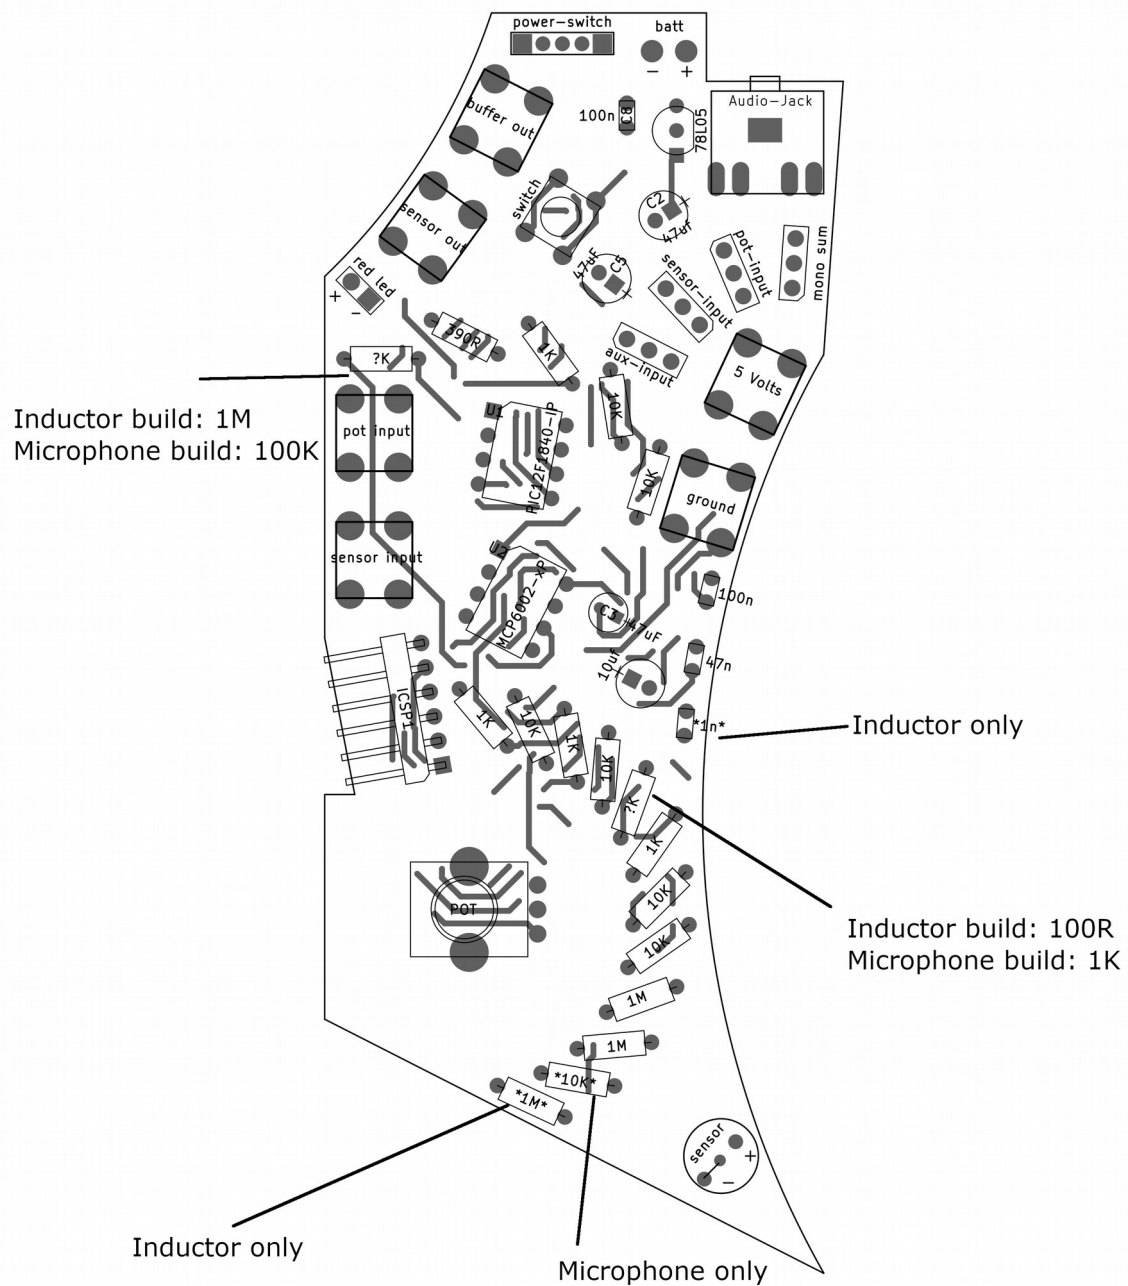 power-switch
batt
- +
buffer out
100n
C8
78L05
Audio-Jack
switch
C2
47uf
+
sensor out
47uF
C5
+
sensor-input
pot-input
mono sum
red led
+
-
390R
1K
aux-input
5 Volts
?K
10K
Inductor build: 1M
Microphone build: 100K
pot input
U1
PIC12F1840-IP
10K
ground
sensor input
U2
MCP6002-xP
C3
+
47uF
100n
10uf
+
47n
ICSP1
1K
10K
1K
10K
*1n*
Inductor only
?K
1K
POT
10K
Inductor build: 100R
Microphone build: 1K
10K
1M
1M
*10K*
*1M*
sensor
+
-
Inductor only
Microphone only